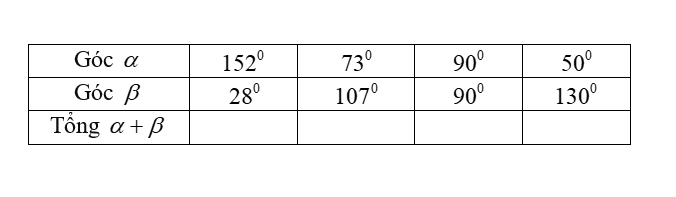 Góc α 152⁰ 73⁰ 90⁰ 50⁰
Góc β 28⁰ 107⁰ 90⁰ 130⁰
Tổng α + β